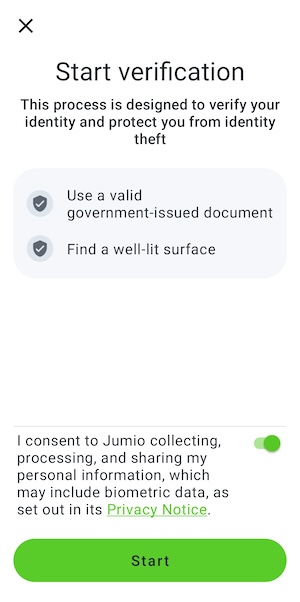 Start verification
This process is designed to verify your
identity and protect you from identity
theft
Use a valid
government-issued document
Find a well-lit surface
I consent to Jumio collecting,
processing, and sharing my
personal information, which
may include biometric data, as
set out in its Privacy Notice.
Start